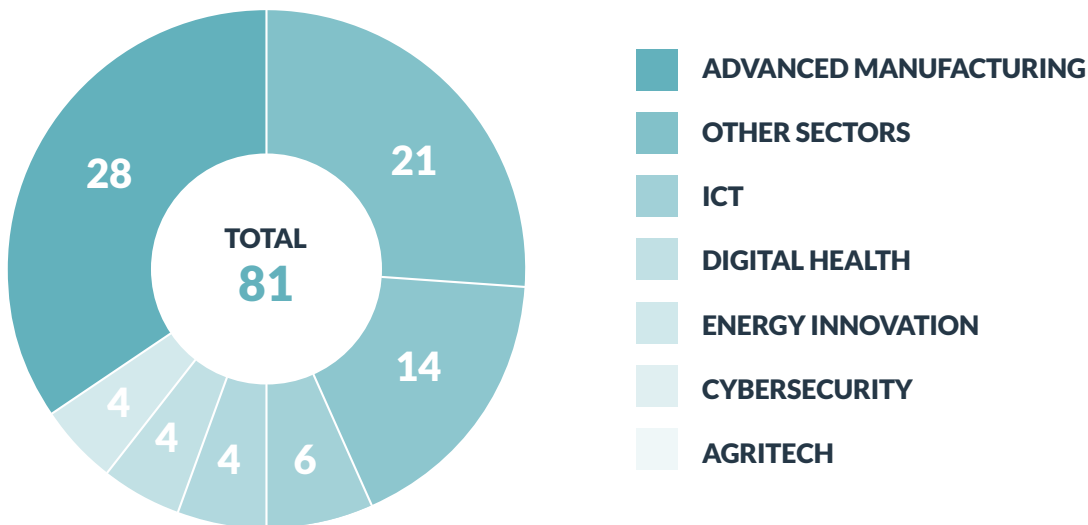 28
21
TOTAL
81
14
4
4
4
6
ADVANCED MANUFACTURING
OTHER SECTORS
ICT
DIGITAL HEALTH
ENERGY INNOVATION
CYBERSECURITY
AGRITECH